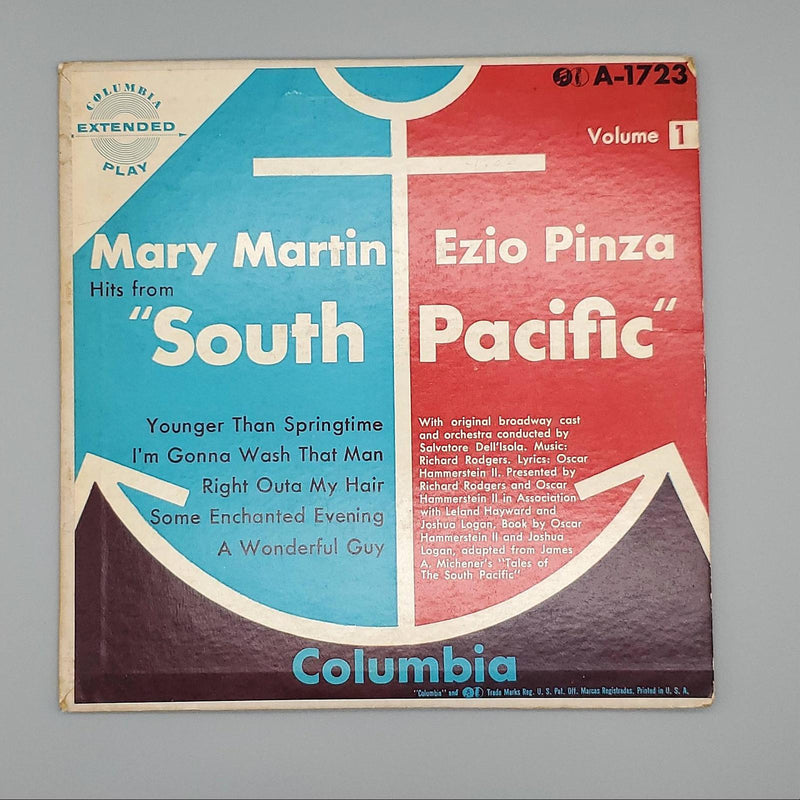 COLUMBIA
EXTENDED
PLAY
A-1723
Volume 1
Mary Martin
Ezio Pinza
Hits from
"South Pacific"
Younger Than Springtime
I'm Gonna Wash That Man
Right Outa My Hair
Some Enchanted Evening
A Wonderful Guy
With original broadway cast
and orchestra conducted by
Salvatore Dell'Isola. Music:
Richard Rodgers. Lyrics: Oscar
Hammerstein II. Presented by
Richard Rodgers and Oscar
Hammerstein II in Association
with Leland Hayward and
Joshua Logan, Book by Oscar
Hammerstein II and Joshua
Logan, adapted from James
A. Michener's "Tales of
The South Pacific"
Columbia
"Columbia" and Trade Marks Reg. U. S. Pat. Off. Marcas Registradas. Printed in U. S. A.